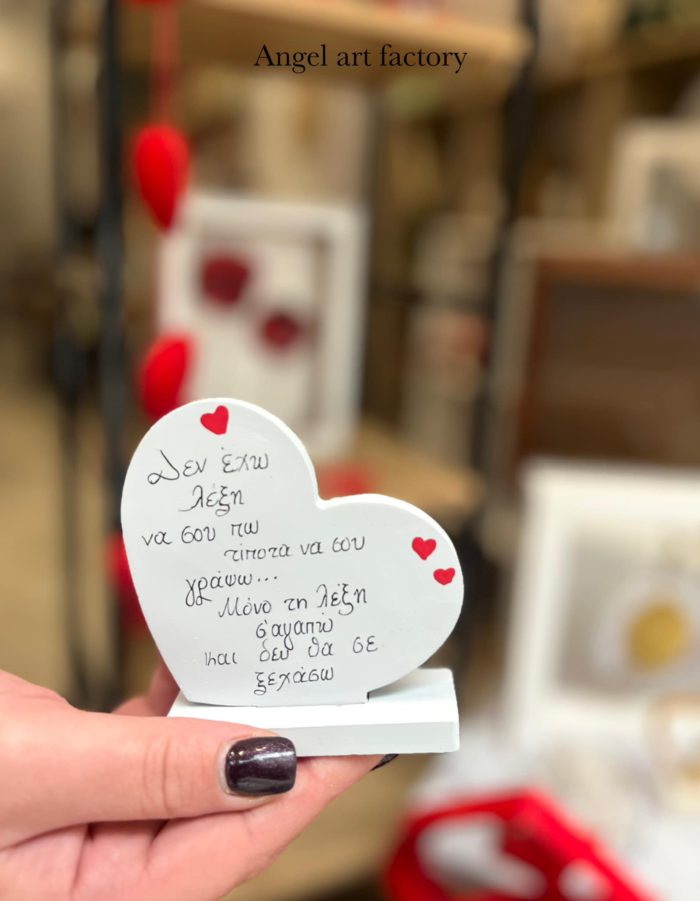 Angel art factory
Δεν έχω
λέξη
να σου πω
τίποτα να σου
γράψω...
Μόνο τη λέξη
σ'αγαπώ
και δεν θα σε
ξεχάσω